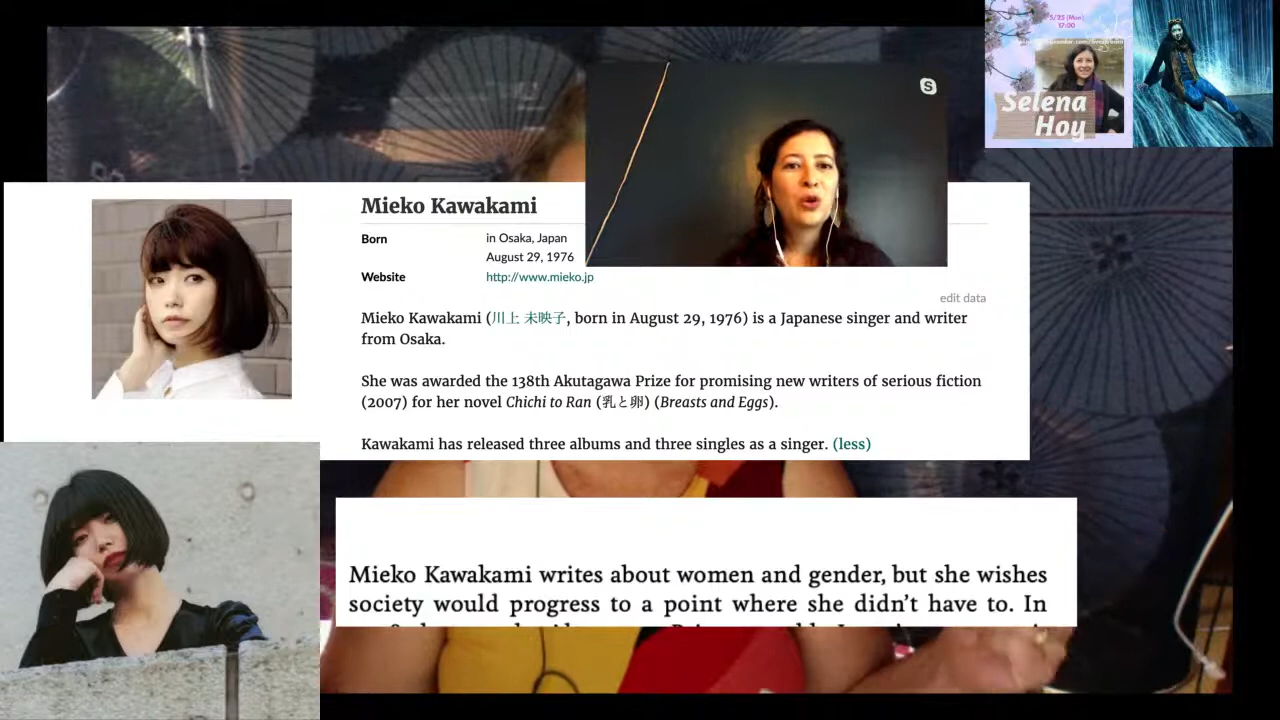 5/25 (Mon)
17:00
Selena
Hoy
Mieko Kawakami
Born
in Osaka, Japan
August 29, 1976
Website
http://www.mieko.jp
edit data
Mieko Kawakami (川上 未映子, born in August 29, 1976) is a Japanese singer and writer
from Osaka.
She was awarded the 138th Akutagawa Prize for promising new writers of serious fiction
(2007) for her novel Chichi to Ran (乳と卵) (Breasts and Eggs).
Kawakami has released three albums and three singles as a singer. (less)
Mieko Kawakami writes about women and gender, but she wishes
society would progress to a point where she didn't have to. In